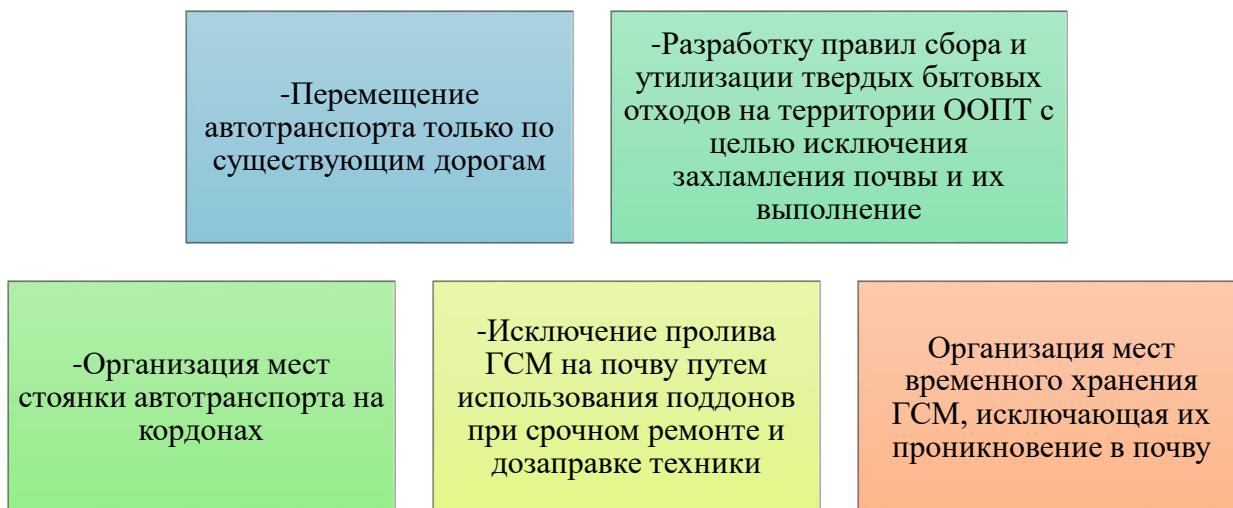 -Перемещение
автотранспорта только по
существующим дорогам
-Разработку правил сбора и
утилизации твердых бытовых
отходов на территории ООПТ с
целью исключения
захламления почвы и их
выполнение
-Организация мест
стоянки автотранспорта на
кордонах
-Исключение пролива
ГСМ на почву путем
использования поддонов
при срочном ремонте и
дозаправке техники
Организация мест
временного хранения
ГСМ, исключающая их
проникновение в почву